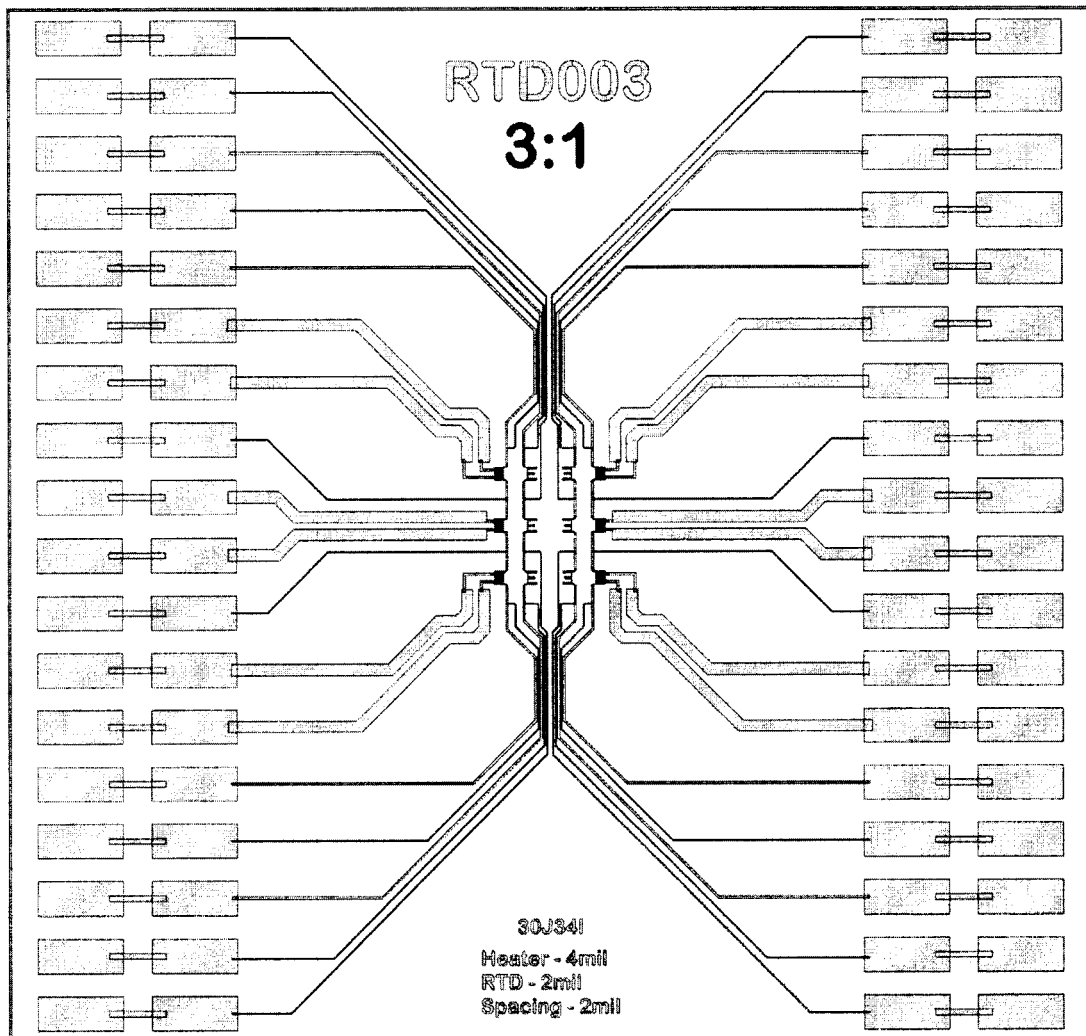 RTD003
3:1
30J34I
Heater - 4mil
RTD - 2mil
Spacing - 2mil